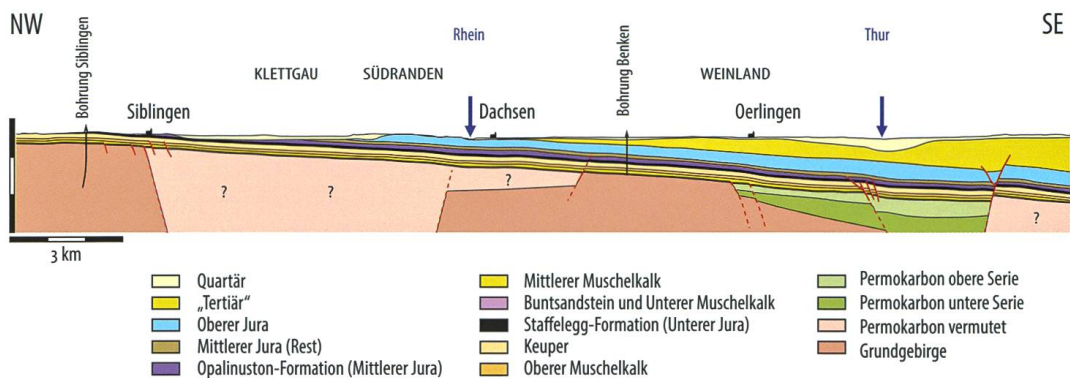 NW
SE
Bohrung Siblingen
Rhein
Bohrung Benken
Thur
KLETTGAU
SÜDRANDEN
WEINLAND
Siblingen
Dachsen
Oerlingen
?
?
?
?
3 km
Quartär
„Tertiär“
Oberer Jura
Mittlerer Jura (Rest)
Opalinuston-Formation (Mittlerer Jura)
Mittlerer Muschelkalk
Buntsandstein und Unterer Muschelkalk
Staffelegg-Formation (Unterer Jura)
Keuper
Oberer Muschelkalk
Permokarbon obere Serie
Permokarbon untere Serie
Permokarbon vermutet
Grundgebirge